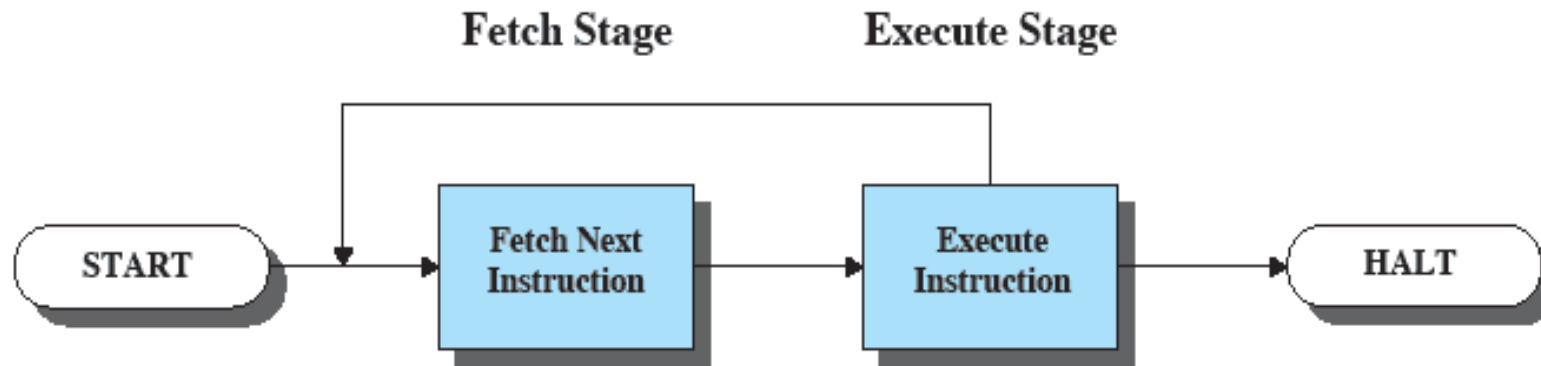 Fetch Stage
Execute Stage
START
Fetch Next
Instruction
Execute
Instruction
HALT